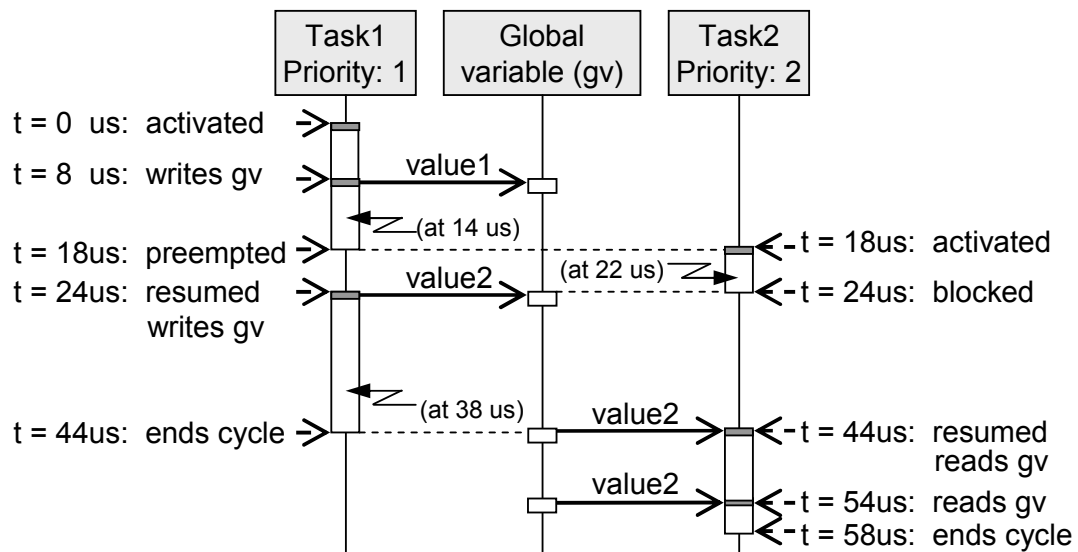 Task1
Priority: 1
Global
variable (gv)
Task2
Priority: 2
t = 0 us: activated
t = 8 us: writes gv
value1
(at 14 us)
t = 18us: preempted
t = 18us: activated
(at 22 us)
t = 24us: resumed
writes gv
value2
t = 24us: blocked
(at 38 us)
t = 44us: ends cycle
value2
t = 44us: resumed
reads gv
value2
t = 54us: reads gv
t = 58us: ends cycle